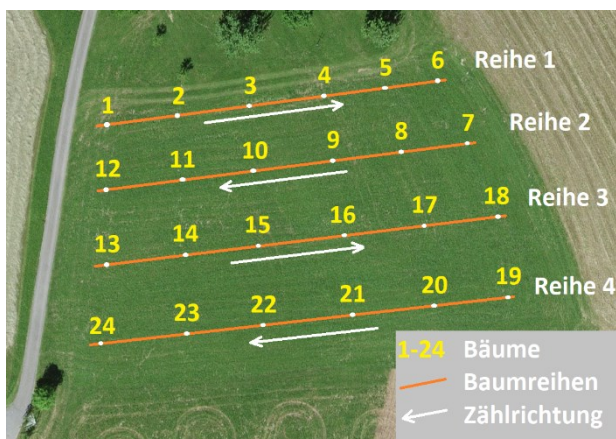 1 2 3 4 5 6 Reihe 1
12 11 10 9 8 7 Reihe 2
13 14 15 16 17 18 Reihe 3
24 23 22 21 20 19 Reihe 4
1-24 Bäume
Baumreihen
Zählrichtung